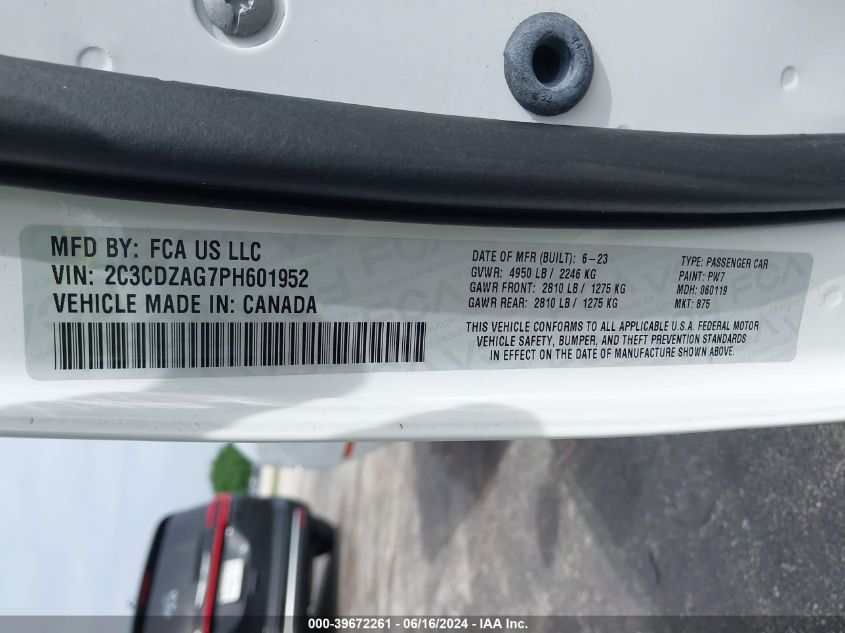 MFD BY: FCA US LLC
VIN: 2C3CDZAG7PH601952
VEHICLE MADE IN: CANADA
DATE OF MFR (BUILT): 6-23
GVWR: 4950 LB / 2246 KG
GAWR FRONT: 2810 LB / 1275 KG
GAWR REAR: 2810 LB / 1275 KG
TYPE: PASSENGER CAR
PAINT: PW7
MDH: 060119
MKT: 875
THIS VEHICLE CONFORMS TO ALL APPLICABLE U.S.A. FEDERAL MOTOR
VEHICLE SAFETY, BUMPER, AND THEFT PREVENTION STANDARDS
IN EFFECT ON THE DATE OF MANUFACTURE SHOWN ABOVE.
000-39672261 - 06/16/2024 - IAA Inc.